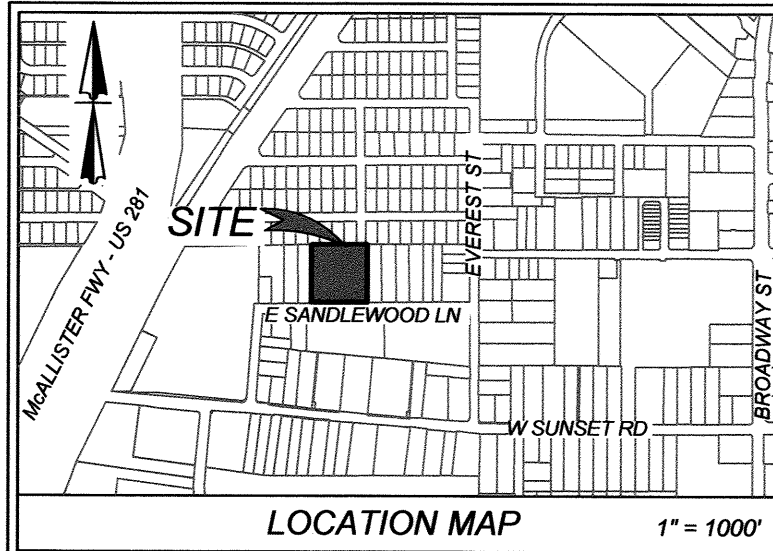 McALLISTER FWY - US 281
SITE
EVEREST ST
E SANDLEWOOD LN
BROADWAY ST
W SUNSET RD
LOCATION MAP
1" = 1000'